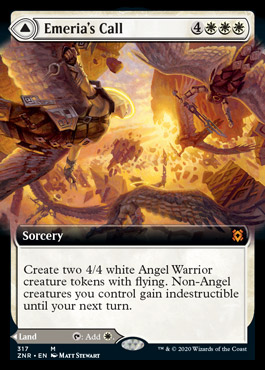 Emeria's Call 4
Sorcery
Create two 4/4 white Angel Warrior
creature tokens with flying. Non-Angel
creatures you control gain indestructible
until your next turn.
Land : Add
317 M
ZNR • EN MATT STEWART ™ & © 2020 Wizards of the Coast